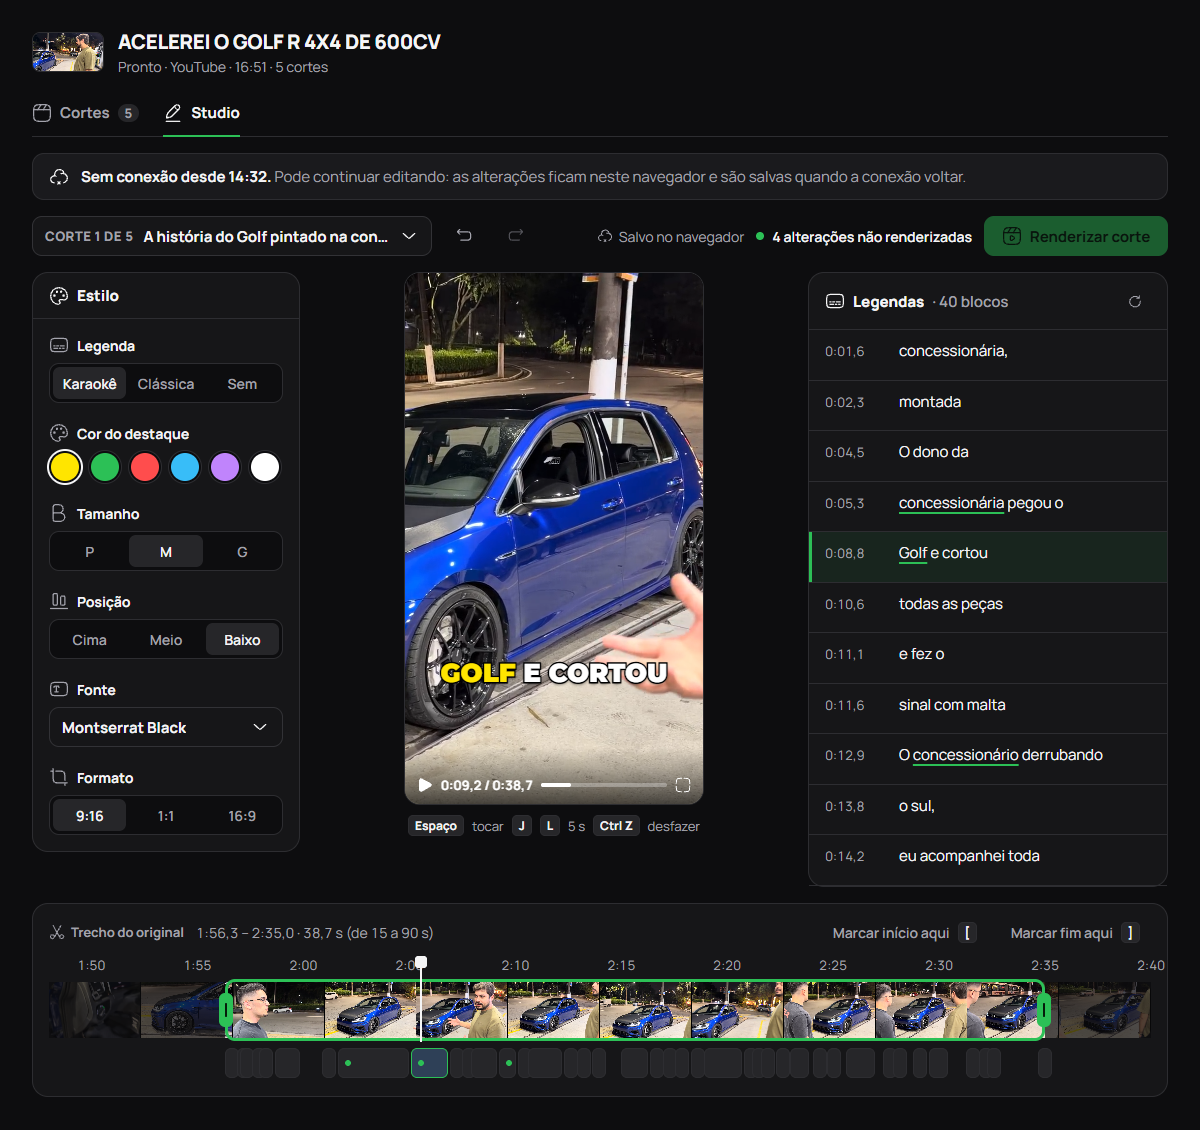 ACELEREI O GOLF R 4X4 DE 600CV
Pronto · YouTube · 16:51 · 5 cortes
Cortes 5
Studio
Sem conexão desde 14:32. Pode continuar editando: as alterações ficam neste navegador e são salvas quando a conexão voltar.
CORTE 1 DE 5 A história do Golf pintado na con...
Salvo no navegador
4 alterações não renderizadas
Renderizar corte
Estilo
Legenda
Karaokê Clássica Sem
Cor do destaque
Tamanho
P M G
Posição
Cima Meio Baixo
Fonte
Montserrat Black
Formato
9:16 1:1 16:9
GOLF E CORTOU
0:09,2 / 0:38,7
Espaço tocar J L 5 s Ctrl Z desfazer
Legendas · 40 blocos
0:01,6 concessionária,
0:02,3 montada
0:04,5 O dono da
0:05,3 concessionária pegou o
0:08,8 Golf e cortou
0:10,6 todas as peças
0:11,1 e fez o
0:11,6 sinal com malta
0:12,9 O concessionário derrubando
0:13,8 o sul,
0:14,2 eu acompanhei toda
Trecho do original 1:56,3 – 2:35,0 · 38,7 s (de 15 a 90 s)
Marcar início aqui [
Marcar fim aqui ]
1:50 1:55 2:00 2:0 2:10 2:15 2:20 2:25 2:30 2:35 2:40